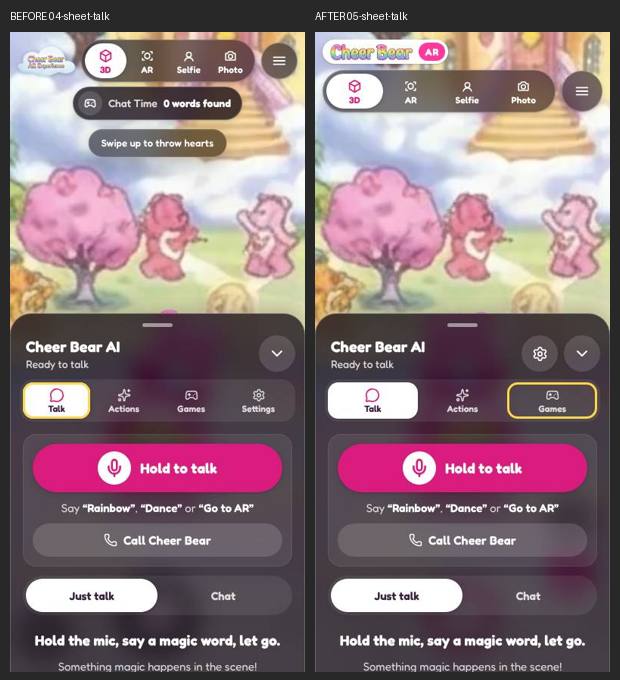 BEFORE 04-sheet-talk
Cheer Bear
AR Experience
3D
AR
Selfie
Photo
Chat Time 0 words found
Swipe up to throw hearts
Cheer Bear AI
Ready to talk
Talk
Actions
Games
Settings
Hold to talk
Say “Rainbow”, “Dance” or “Go to AR”
Call Cheer Bear
Just talk
Chat
Hold the mic, say a magic word, let go.
Something magic happens in the scene!
AFTER 05-sheet-talk
Cheer Bear AR
3D
AR
Selfie
Photo
Cheer Bear AI
Ready to talk
Talk
Actions
Games
Hold to talk
Say “Rainbow”, “Dance” or “Go to AR”
Call Cheer Bear
Just talk
Chat
Hold the mic, say a magic word, let go.
Something magic happens in the scene!